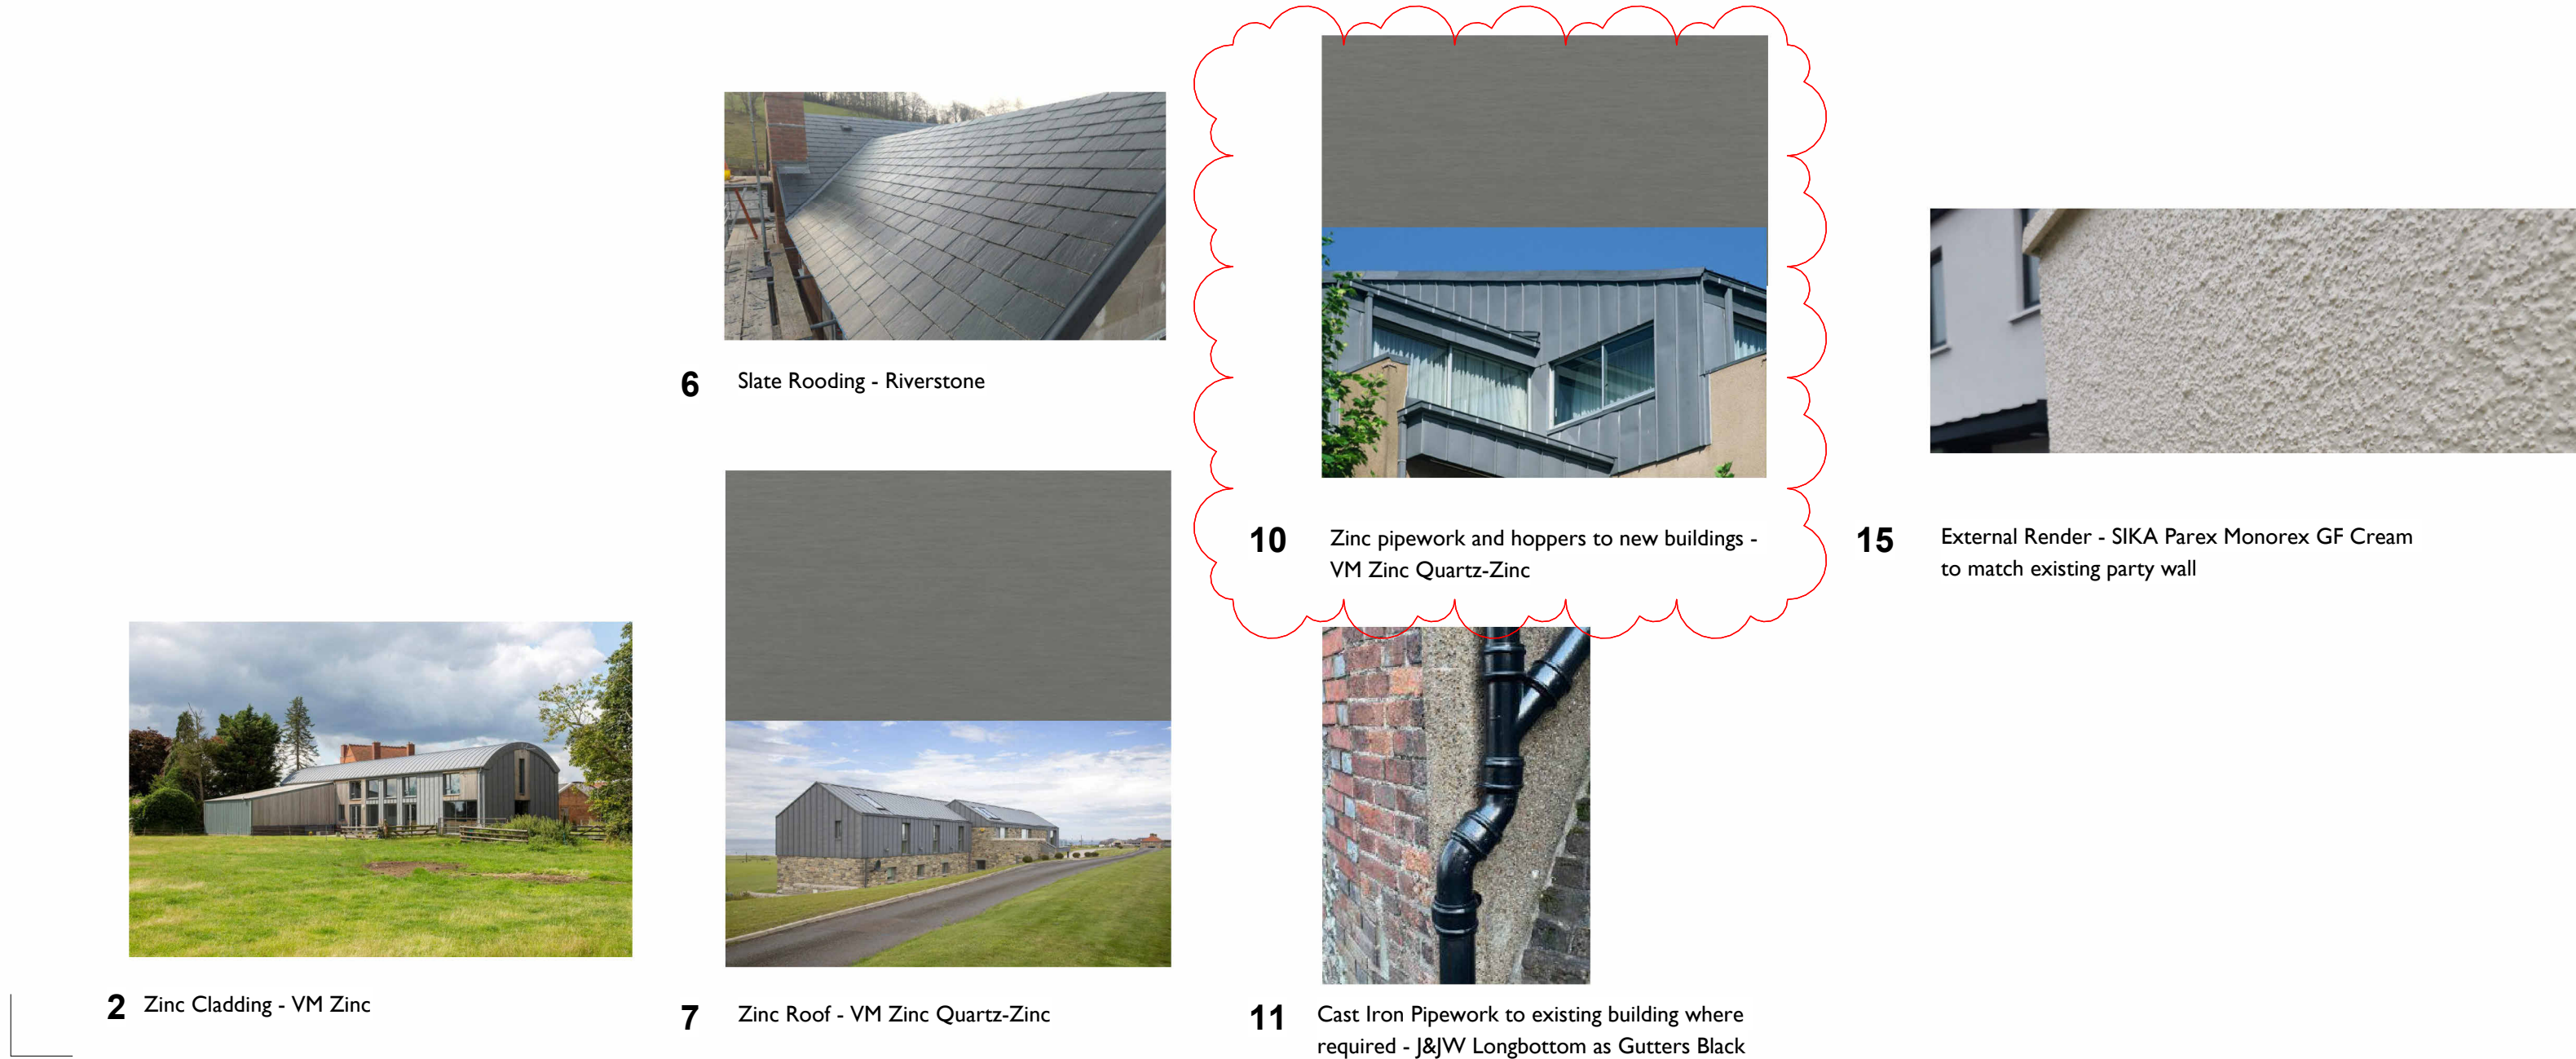 6 Slate Rooding - Riverstone
10 Zinc pipework and hoppers to new buildings -
VM Zinc Quartz-Zinc
15 External Render - SIKA Parex Monorex GF Cream
to match existing party wall
2 Zinc Cladding - VM Zinc
7 Zinc Roof - VM Zinc Quartz-Zinc
11 Cast Iron Pipework to existing building where
required - J&JW Longbottom as Gutters Black